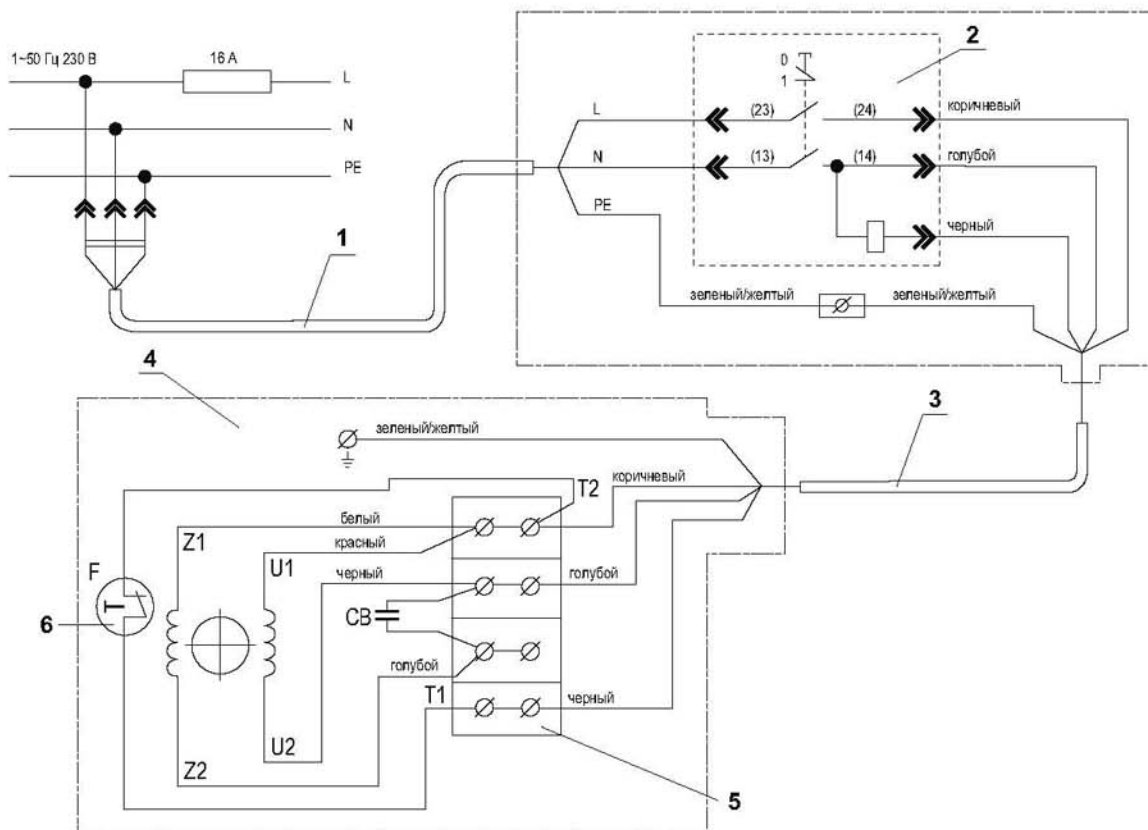 1~50 Гц 230 В
16 А
L
N
PE
1
2
0
1
L
(23)
(24)
коричневый
N
(13)
(14)
голубой
PE
черный
зеленый/желтый
зеленый/желтый
3
4
зеленый/желтый
T2
коричневый
белый
Z1
красный
U1
F
черный
голубой
6
T
CB
голубой
T1
черный
U2
Z2
5